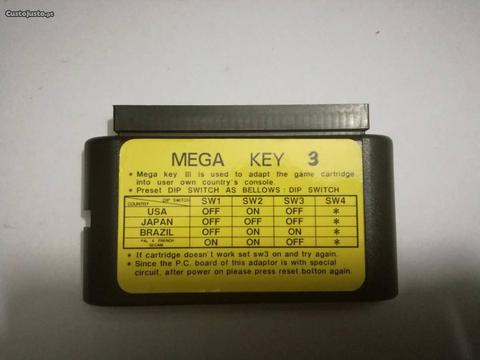 CustoJusto.pt
MEGA KEY 3
* Mega key III is used to adapt the game cartridge
into user own country's console.
* Preset DIP SWITCH AS BELLOWS : DIP SWITCH
COUNTRY DIP SWITCH SW1 SW2 SW3 SW4
USA OFF ON ON *
JAPAN OFF OFF OFF *
BRAZIL OFF ON OFF *
PAL & FRENCH SECAM ON ON OFF *
* If cartridge doesn't work set sw3 on and try again.
* Since the P.C. board of this adaptor is with special
circuit, after power on please press reset botton again.